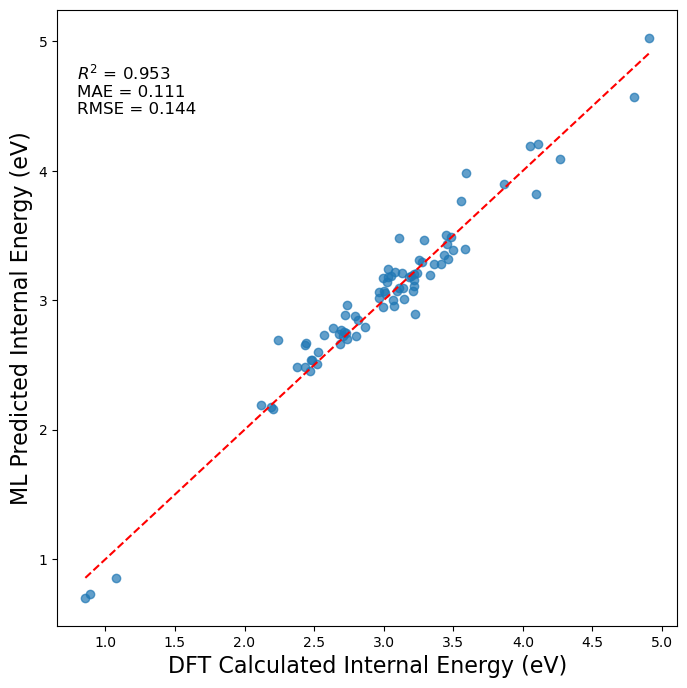 5
R² = 0.953
MAE = 0.111
RMSE = 0.144
4
3
2
1
ML Predicted Internal Energy (eV)
1.0 1.5 2.0 2.5 3.0 3.5 4.0 4.5 5.0
DFT Calculated Internal Energy (eV)